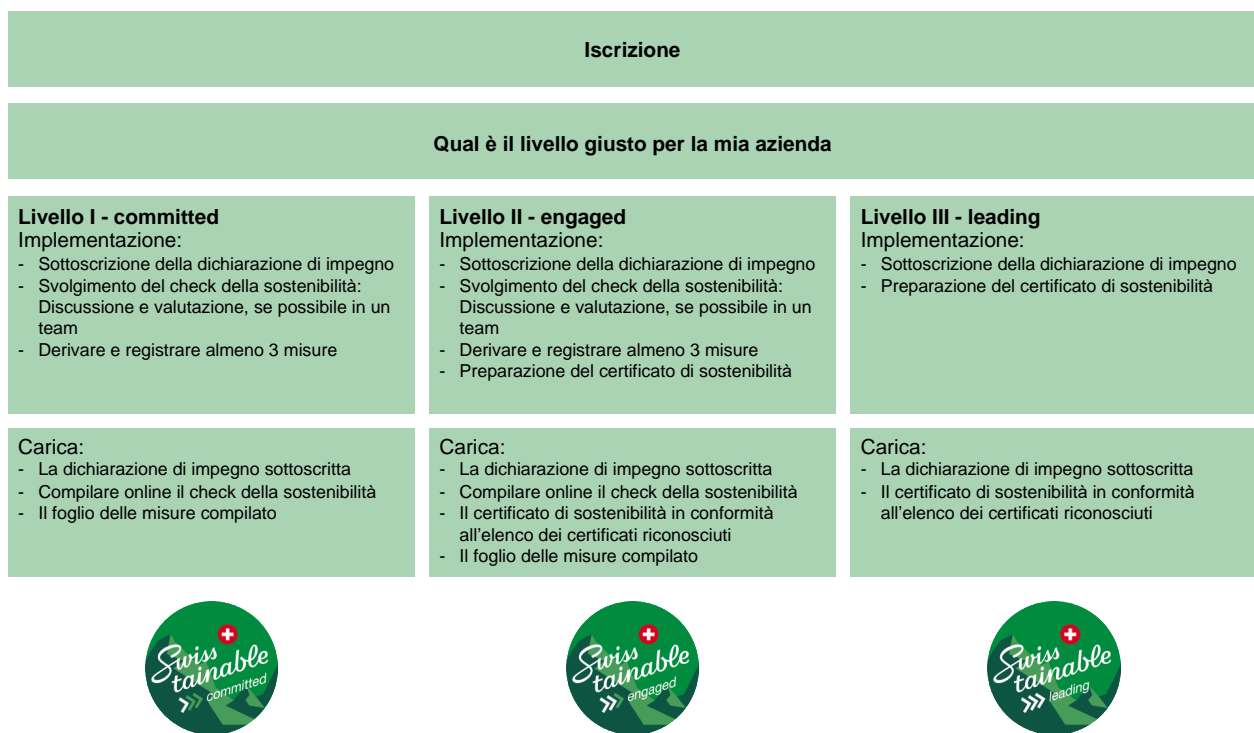 Iscrizione
Qual è il livello giusto per la mia azienda
Livello I - committed
Implementazione:
- Sottoscrizione della dichiarazione di impegno
- Svolgimento del check della sostenibilità:
Discussione e valutazione, se possibile in un
team
- Derivare e registrare almeno 3 misure
Livello II - engaged
Implementazione:
- Sottoscrizione della dichiarazione di impegno
- Svolgimento del check della sostenibilità:
Discussione e valutazione, se possibile in un
team
- Derivare e registrare almeno 3 misure
- Preparazione del certificato di sostenibilità
Livello III - leading
Implementazione:
- Sottoscrizione della dichiarazione di impegno
- Preparazione del certificato di sostenibilità
Carica:
- La dichiarazione di impegno sottoscritta
- Compilare online il check della sostenibilità
- Il foglio delle misure compilato
Carica:
- La dichiarazione di impegno sottoscritta
- Compilare online il check della sostenibilità
- Il certificato di sostenibilità in conformità
all’elenco dei certificati riconosciuti
- Il foglio delle misure compilato
Carica:
- La dichiarazione di impegno sottoscritta
- Il certificato di sostenibilità in conformità
all’elenco dei certificati riconosciuti
Swiss
tainable
committed
Swiss
tainable
engaged
Swiss
tainable
leading